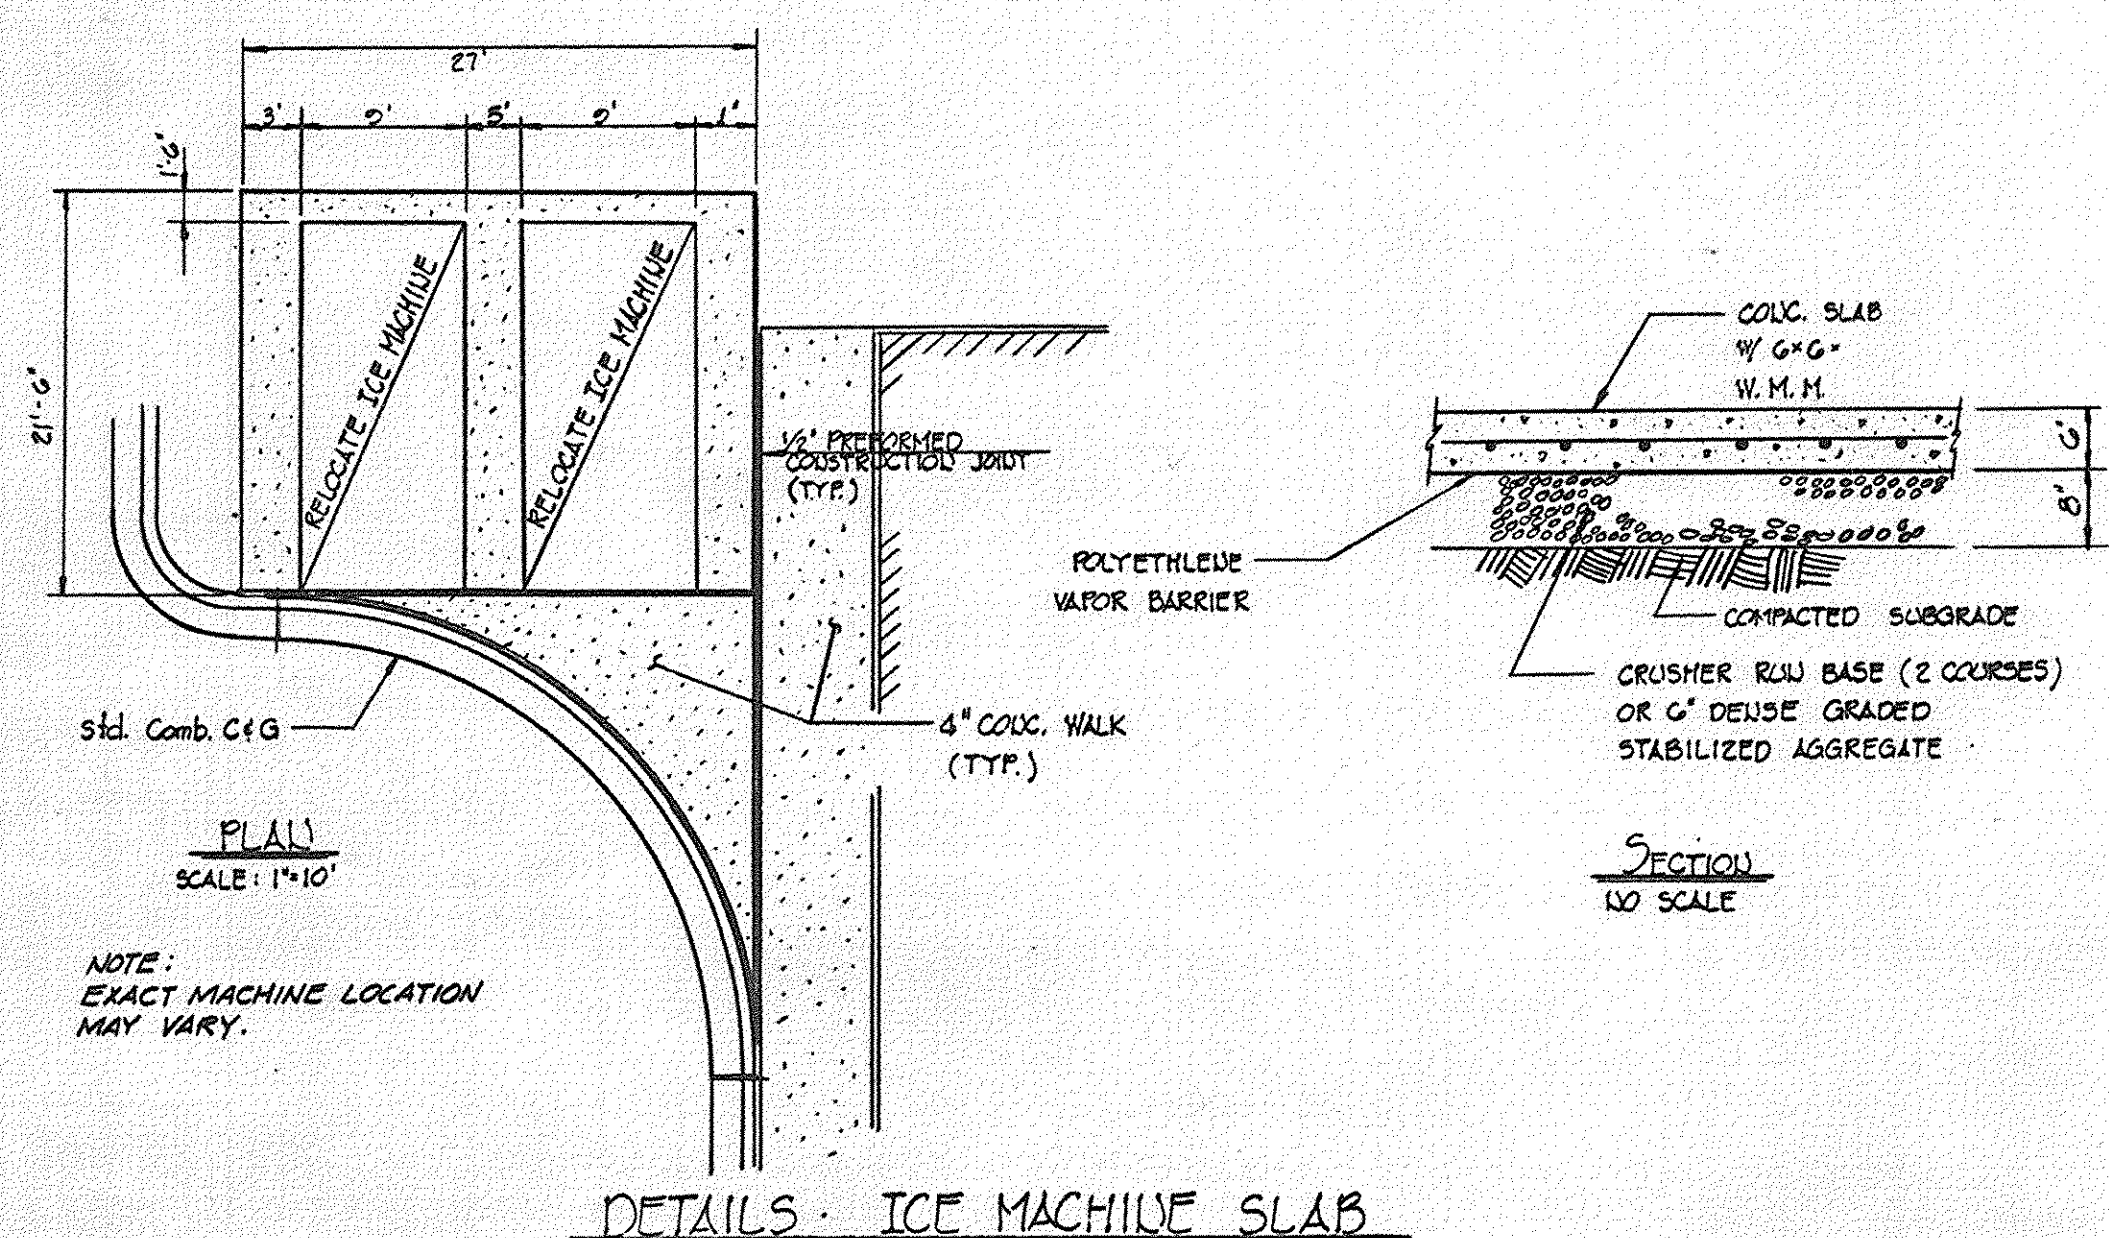 27'
3'
9'
5'
9'
1'
1'-6"
21'-6"
RELOCATE ICE MACHINE
RELOCATE ICE MACHINE
1/2" PREFORMED
CONSTRUCTION JOINT
(TYP.)
Std. Comb. C&G
4" CONC. WALK
(TYP.)
PLAN
SCALE: 1"=10'
NOTE:
EXACT MACHINE LOCATION
MAY VARY.
CONC. SLAB
W/ 6x6x
W. M. M.
6"
8"
POLYETHLENE
VAPOR BARRIER
COMPACTED SUBGRADE
CRUSHER RUN BASE (2 COURSES)
OR 6" DENSE GRADED
STABILIZED AGGREGATE
SECTION
NO SCALE
DETAILS - ICE MACHINE SLAB